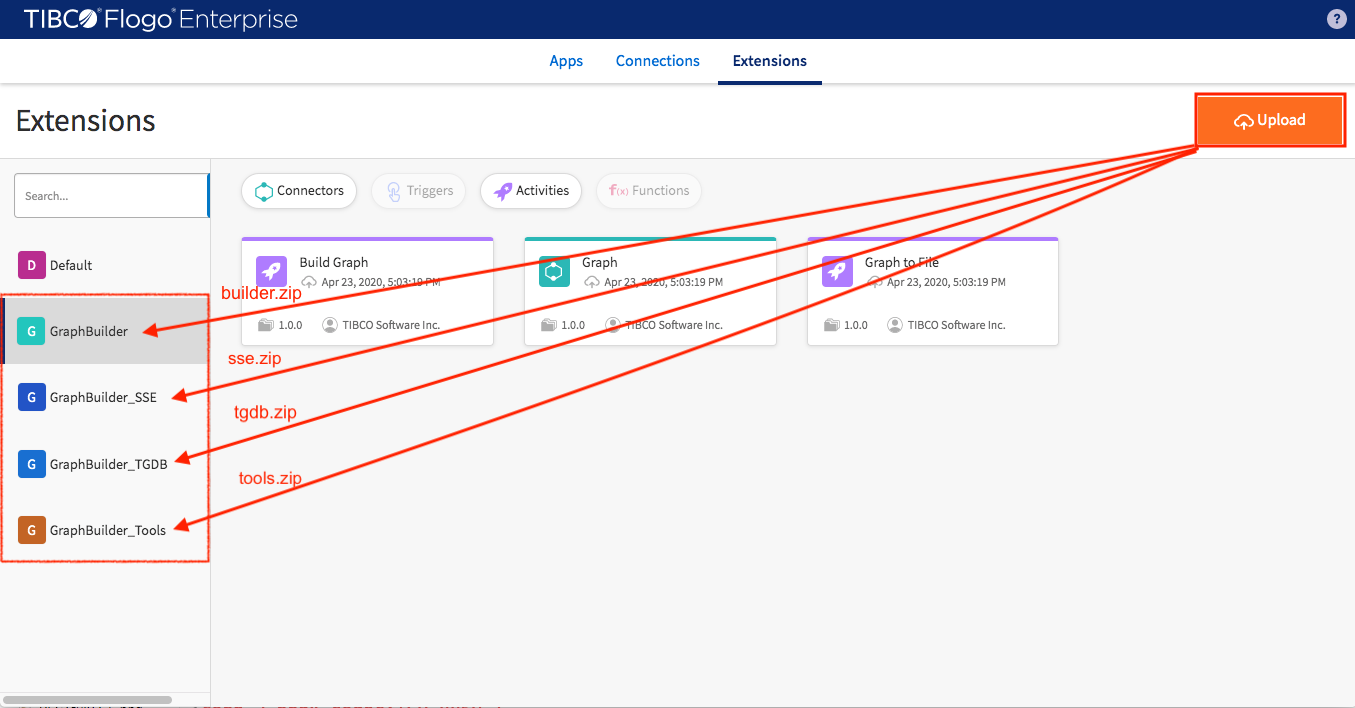 TIBCO® Flogo® Enterprise
?
Apps Connections Extensions
Extensions
Upload
Search...
Connectors Triggers Activities f(x) Functions
D Default
G GraphBuilder
G GraphBuilder_SSE
G GraphBuilder_TGDB
G GraphBuilder_Tools
builder.zip
sse.zip
tgdb.zip
tools.zip
Build Graph
Apr 23, 2020, 5:03:19 PM
1.0.0 TIBCO Software Inc.
Graph
Apr 23, 2020, 5:03:19 PM
1.0.0 TIBCO Software Inc.
Graph to File
Apr 23, 2020, 5:03:19 PM
1.0.0 TIBCO Software Inc.